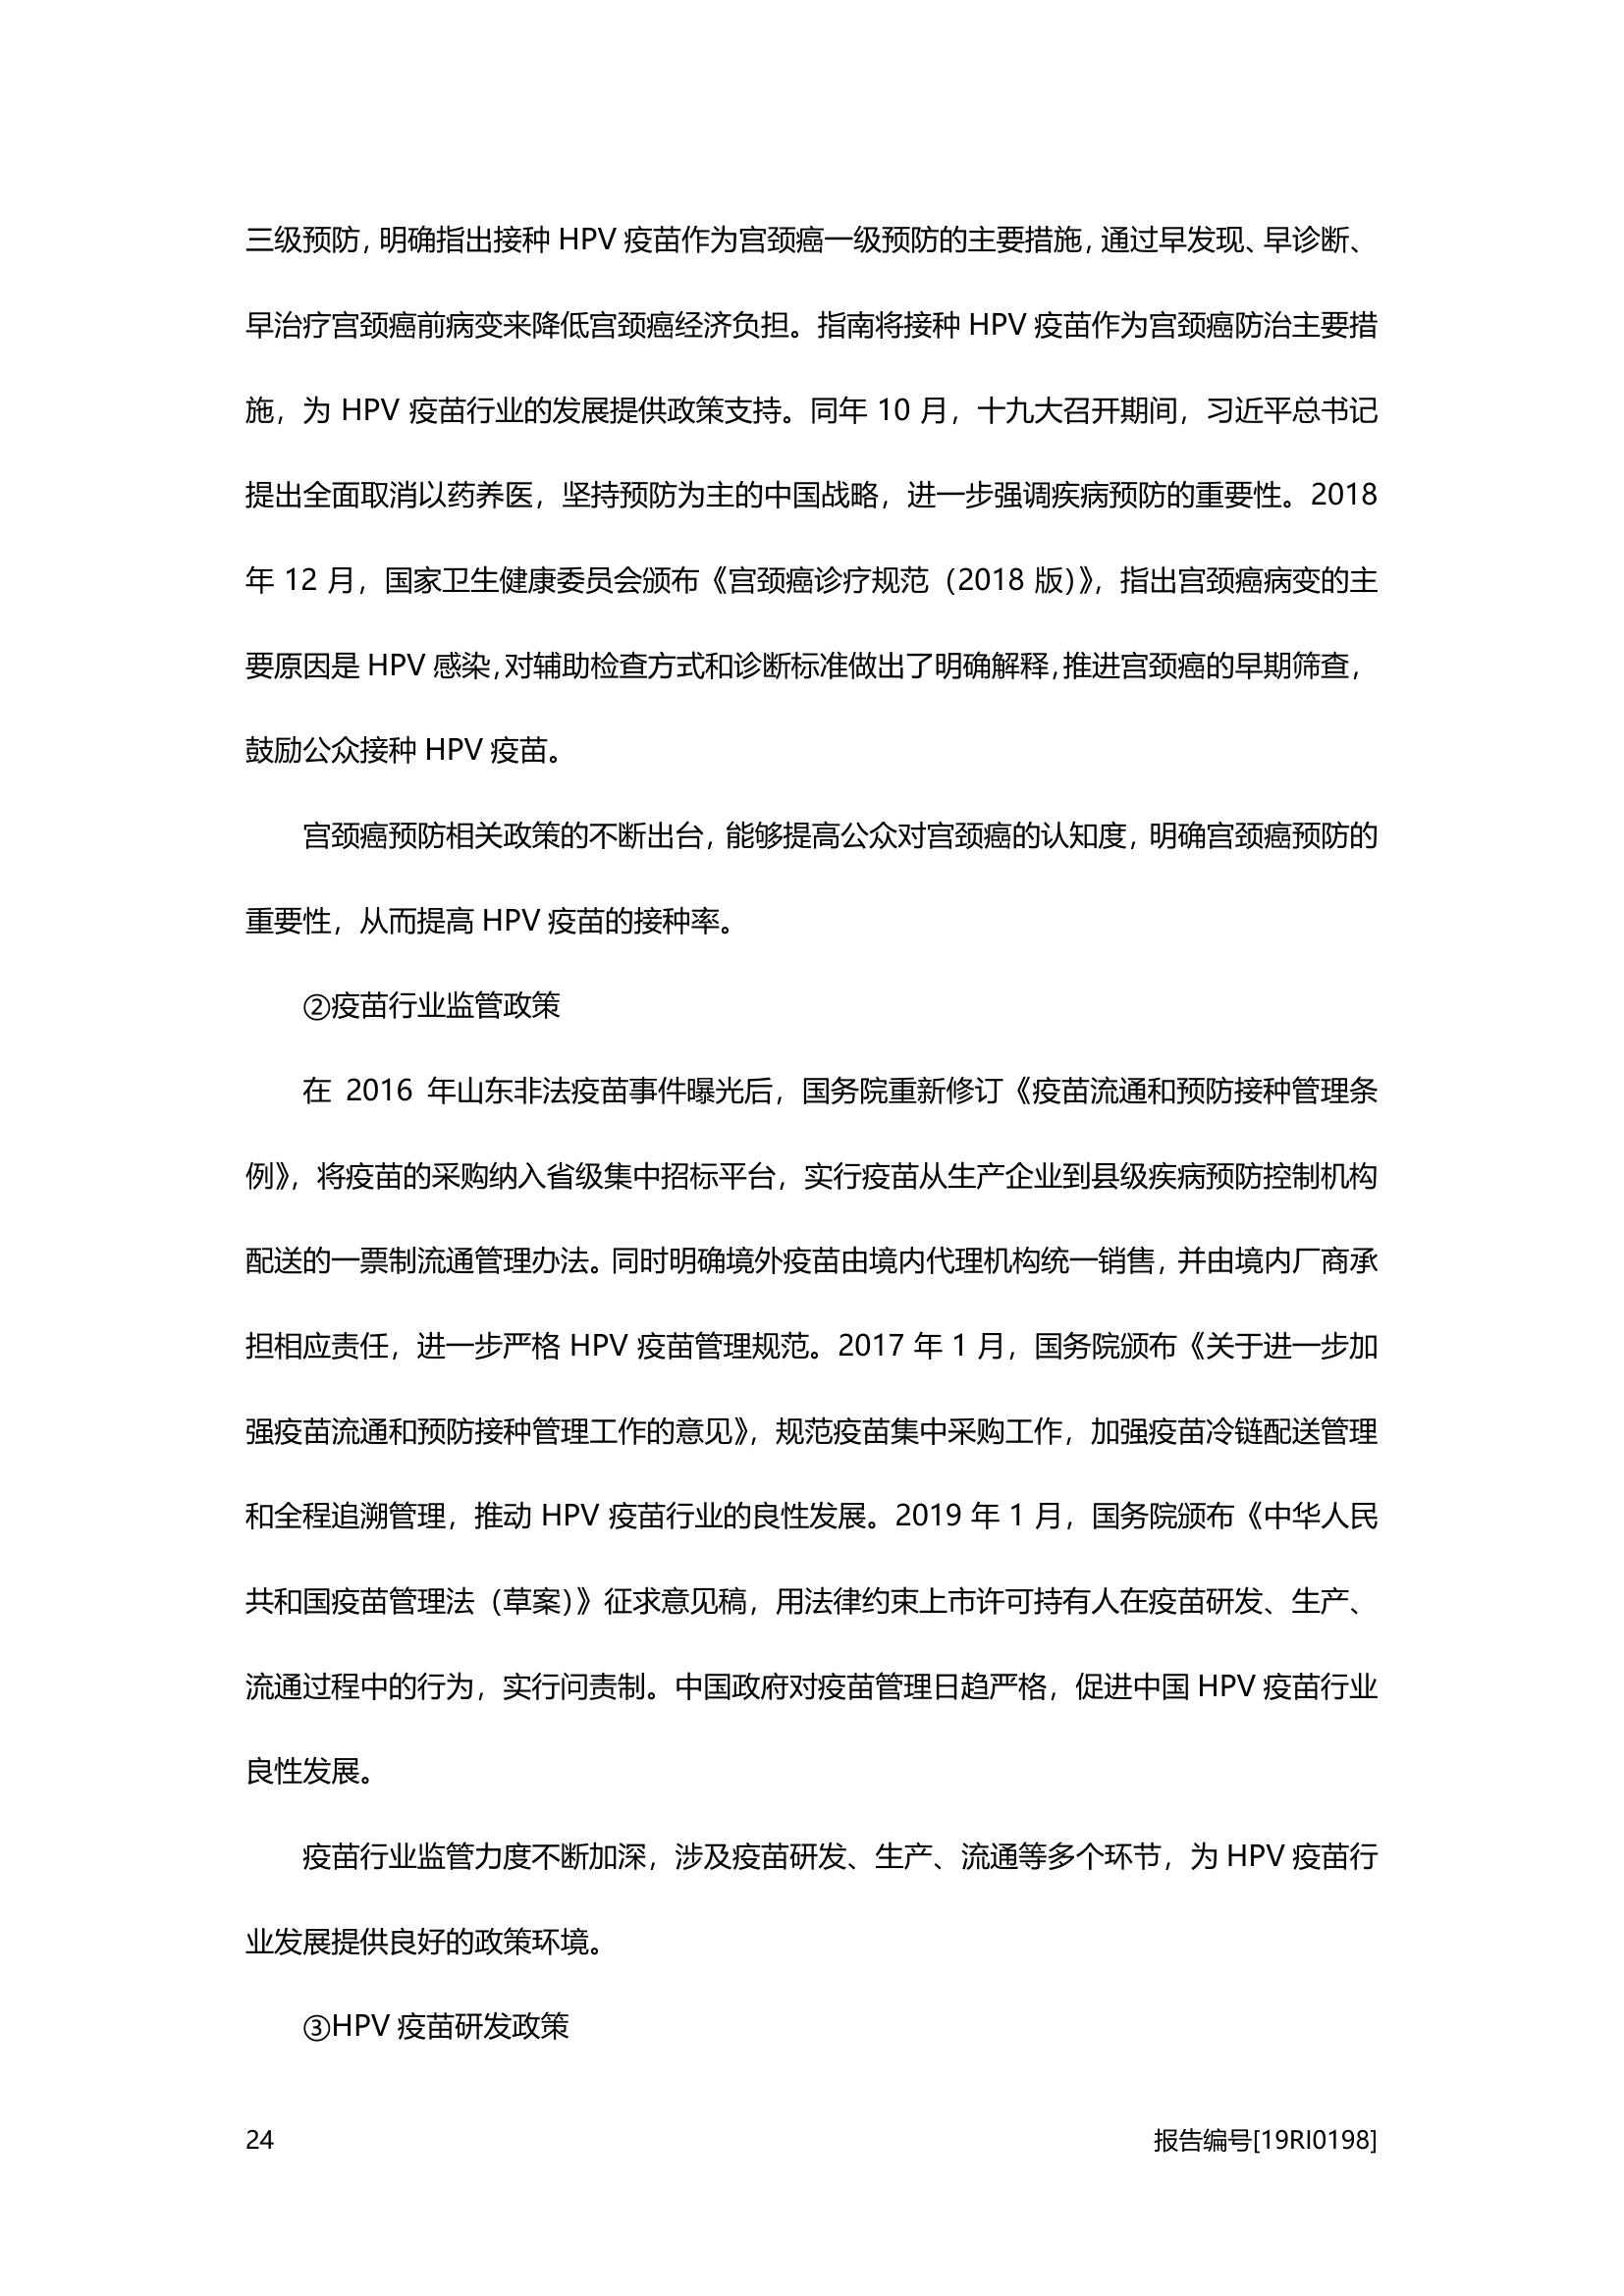 三级预防，明确指出接种 HPV 疫苗作为宫颈癌一级预防的主要措施，通过早发现、早诊断、
早治疗宫颈癌前病变来降低宫颈癌经济负担。指南将接种 HPV 疫苗作为宫颈癌防治主要措
施，为 HPV 疫苗行业的发展提供政策支持。同年 10 月，十九大召开期间，习近平总书记
提出全面取消以药养医，坚持预防为主的中国战略，进一步强调疾病预防的重要性。2018
年 12 月，国家卫生健康委员会颁布《宫颈癌诊疗规范（2018 版）》，指出宫颈癌病变的主
要原因是 HPV 感染，对辅助检查方式和诊断标准做出了明确解释，推进宫颈癌的早期筛查，
鼓励公众接种 HPV 疫苗。
宫颈癌预防相关政策的不断出台，能够提高公众对宫颈癌的认知度，明确宫颈癌预防的
重要性，从而提高 HPV 疫苗的接种率。
②疫苗行业监管政策
在 2016 年山东非法疫苗事件曝光后，国务院重新修订《疫苗流通和预防接种管理条
例》，将疫苗的采购纳入省级集中招标平台，实行疫苗从生产企业到县级疾病预防控制机构
配送的一票制流通管理办法。同时明确境外疫苗由境内代理机构统一销售，并由境内厂商承
担相应责任，进一步严格 HPV 疫苗管理规范。2017 年 1 月，国务院颁布《关于进一步加
强疫苗流通和预防接种管理工作的意见》，规范疫苗集中采购工作，加强疫苗冷链配送管理
和全程追溯管理，推动 HPV 疫苗行业的良性发展。2019 年 1 月，国务院颁布《中华人民
共和国疫苗管理法（草案）》征求意见稿，用法律约束上市许可持有人在疫苗研发、生产、
流通过程中的行为，实行问责制。中国政府对疫苗管理日趋严格，促进中国 HPV 疫苗行业
良性发展。
疫苗行业监管力度不断加深，涉及疫苗研发、生产、流通等多个环节，为 HPV 疫苗行
业发展提供良好的政策环境。
③HPV 疫苗研发政策
24 报告编号[19RI0198]